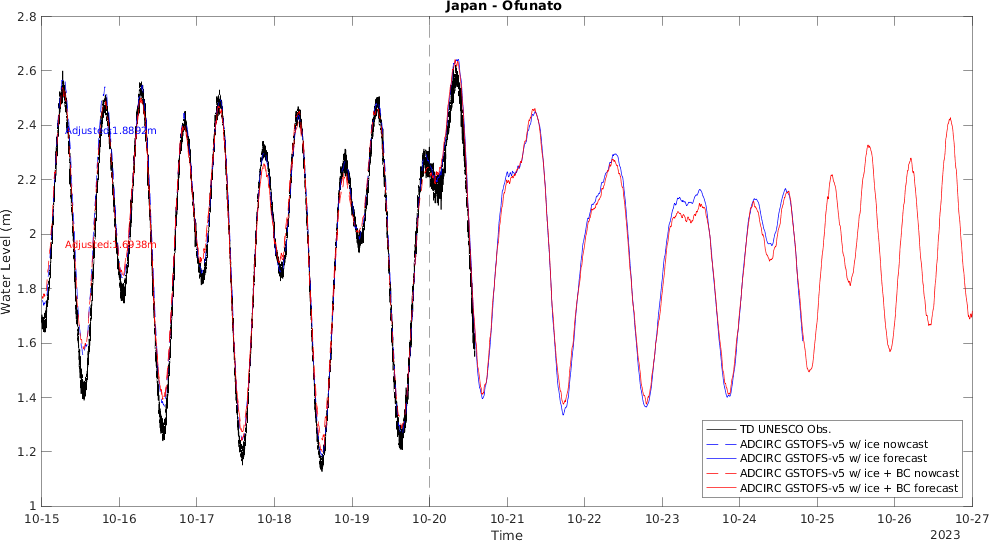 Japan - Ofunato
2.8
2.6
2.4
2.2
2
1.8
1.6
1.4
1.2
1
Water Level (m)
Adjusted:1.8892m
Adjusted:1.6938m
TD UNESCO Obs.
ADCIRC GSTOFS-v5 w/ ice nowcast
ADCIRC GSTOFS-v5 w/ ice forecast
ADCIRC GSTOFS-v5 w/ ice + BC nowcast
ADCIRC GSTOFS-v5 w/ ice + BC forecast
10-15 10-16 10-17 10-18 10-19 10-20 10-21 10-22 10-23 10-24 10-25 10-26 10-27
Time
2023